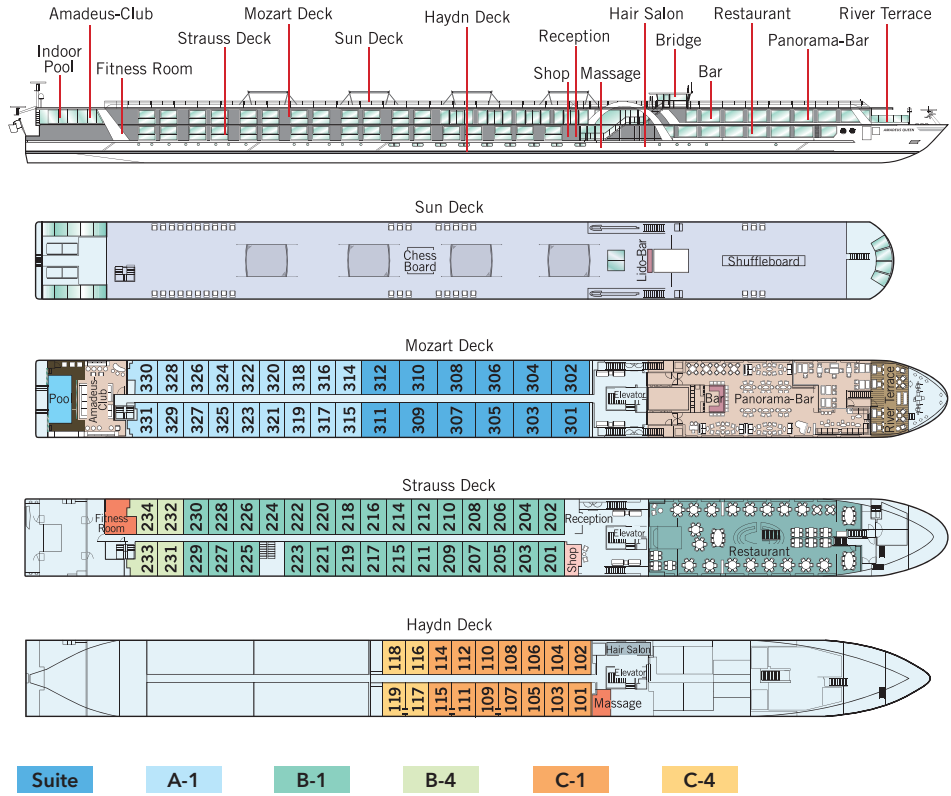 Amadeus-Club
Mozart Deck
Haydn Deck
Hair Salon
Restaurant
River Terrace
Strauss Deck
Sun Deck
Reception
Bridge
Panorama-Bar
Indoor
Pool
Fitness Room
Shop
Massage
Bar
AMADEUS QUEEN
Sun Deck
Chess
Board
Lido-Bar
Shuffleboard
Mozart Deck
330 328 326 324 322 320 318 316 314 312 310 308 306 304 302
Pool
Amadeus-
Club
Elevator
Bar
Panorama-Bar
River Terrace
331 329 327 325 323 321 319 317 315 311 309 307 305 303 301
Strauss Deck
Fitness
Room
234 232 230 228 226 224 222 220 218 216 214 212 210 208 206 204 202
Reception
Elevator
Restaurant
233 231 229 227 225 223 221 219 217 215 211 209 207 205 203 201
Shop
Haydn Deck
118 116 114 112 110 108 106 104 102
Hair Salon
Elevator
119 117 115 111 109 107 105 103 101
Massage
Suite
A-1
B-1
B-4
C-1
C-4